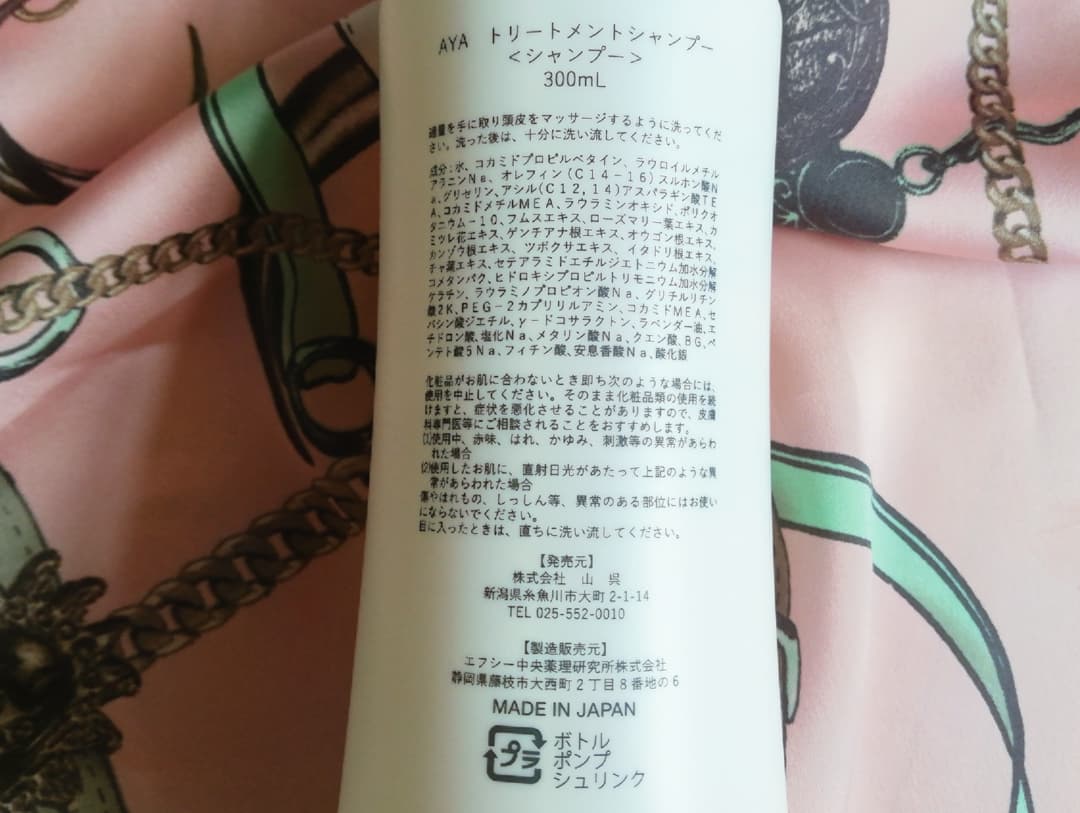 AYA トリートメントシャンプー
<シャンプー>
300mL
適量を手に取り頭皮をマッサージするように洗ってくだ
さい。洗った後は、十分に洗い流してください。
成分:水、コカミドプロピルベタイン、ラウロイルメチル
アラニンNa、オレフィン(C14-16)スルホン酸N
a、グリセリン、アシル(C12,14)アスパラギン酸TE
A、コカミドメチルMEA、ラウラミンオキシド、ポリクオ
タニウム-10、フムスエキス、ローズマリー葉エキス、カ
ミツレ花エキス、ゲンチアナ根エキス、オウゴン根エキス、
カンゾウ根エキス、ツボクサエキス、イタドリ根エキス、
チャ葉エキス、セテアラミドエチルジエトニウム加水分解
コメタンパク、ヒドロキシプロピルトリモニウム加水分解
ケラチン、ラウラミノプロピオン酸Na、グリチルリチン
酸2K、PEG-2カプリリルアミン、コカミドMEA、セ
バシン酸ジエチル、γ-ドコサラクトン、ラベンダー油、エ
チドロン酸、塩化Na、メタリン酸Na、クエン酸、BG、ペ
ンテト酸5Na、フィチン酸、安息香酸Na、酸化銀
化粧品がお肌に合わないとき即ち次のような場合には、
使用を中止してください。そのまま化粧品類の使用を続
けますと、症状を悪化させることがありますので、皮膚
科専門医等にご相談されることをおすすめします。
(1)使用中、赤味、はれ、かゆみ、刺激等の異常があらわ
れた場合
(2)使用したお肌に、直射日光があたって上記のような異
常があらわれた場合
傷やはれもの、しっしん等、異常のある部位にはお使い
にならないでください。
目に入ったときは、直ちに洗い流してください。
【発売元】
株式会社 山 呉
新潟県糸魚川市大町2-1-14
TEL 025-552-0010
【製造販売元】
エフシー中央薬理研究所株式会社
静岡県藤枝市大西町2丁目8番地の6
MADE IN JAPAN
プラ
ボトル
ポンプ
シュリンク